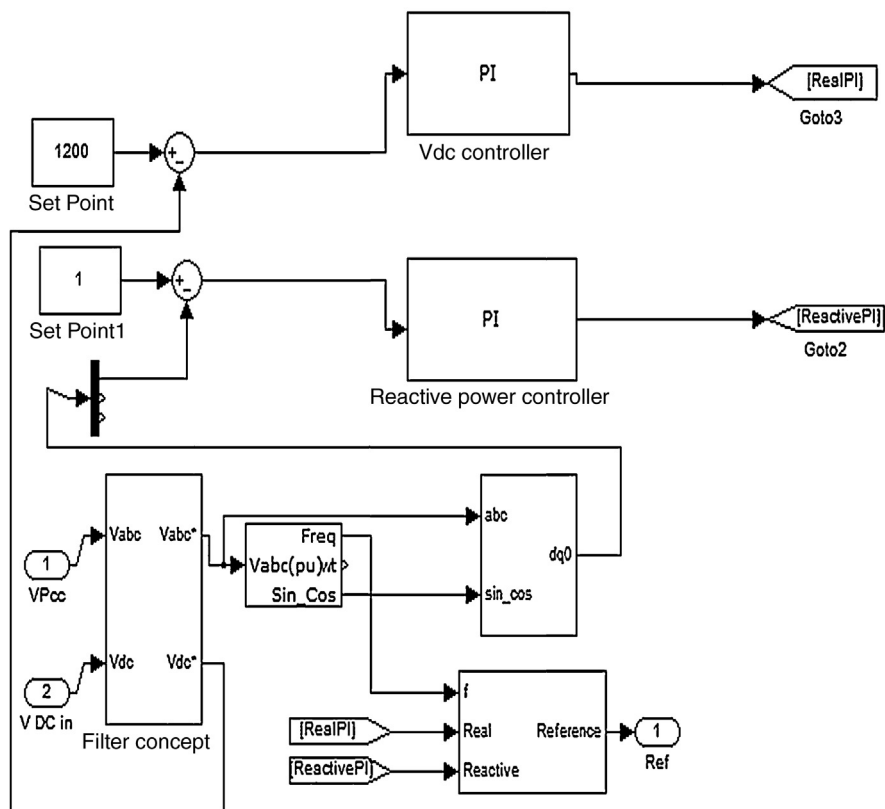 PI
[RealPI]
Goto3
Vdc controller
1200
+
-
Set Point
1
+
-
Set Point1
PI
[ReactivePI]
Goto2
Reactive power controller
Vabc
Vabc*
Freq
abc
1
VPcc
Vabc(pu)
wt
dq0
Sin_Cos
sin_cos
Vdc
Vdc*
2
V DC in
Filter concept
f
[RealPI]
Real
Reference
1
Ref
[ReactivePI]
Reactive